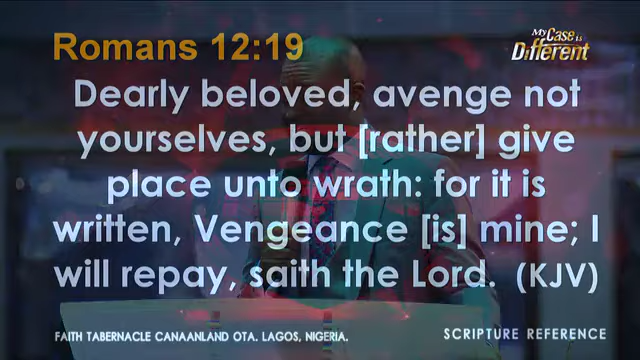 Romans 12:19
My Case is
Different
Dearly beloved, avenge not
yourselves, but [rather] give
place unto wrath: for it is
written, Vengeance [is] mine; I
will repay, saith the Lord. (KJV)
FAITH TABERNACLE CANAANLAND OTA. LAGOS, NIGERIA.
SCRIPTURE REFERENCE